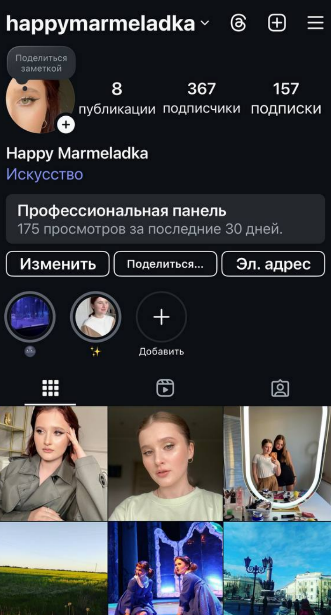 happymarmeladka
Поделиться
заметкой
8
публикации
367
подписчики
157
подписки
Happy Marmeladka
Искусство
Профессиональная панель
175 просмотров за последние 30 дней.
Изменить
Поделиться...
Эл. адрес
Добавить